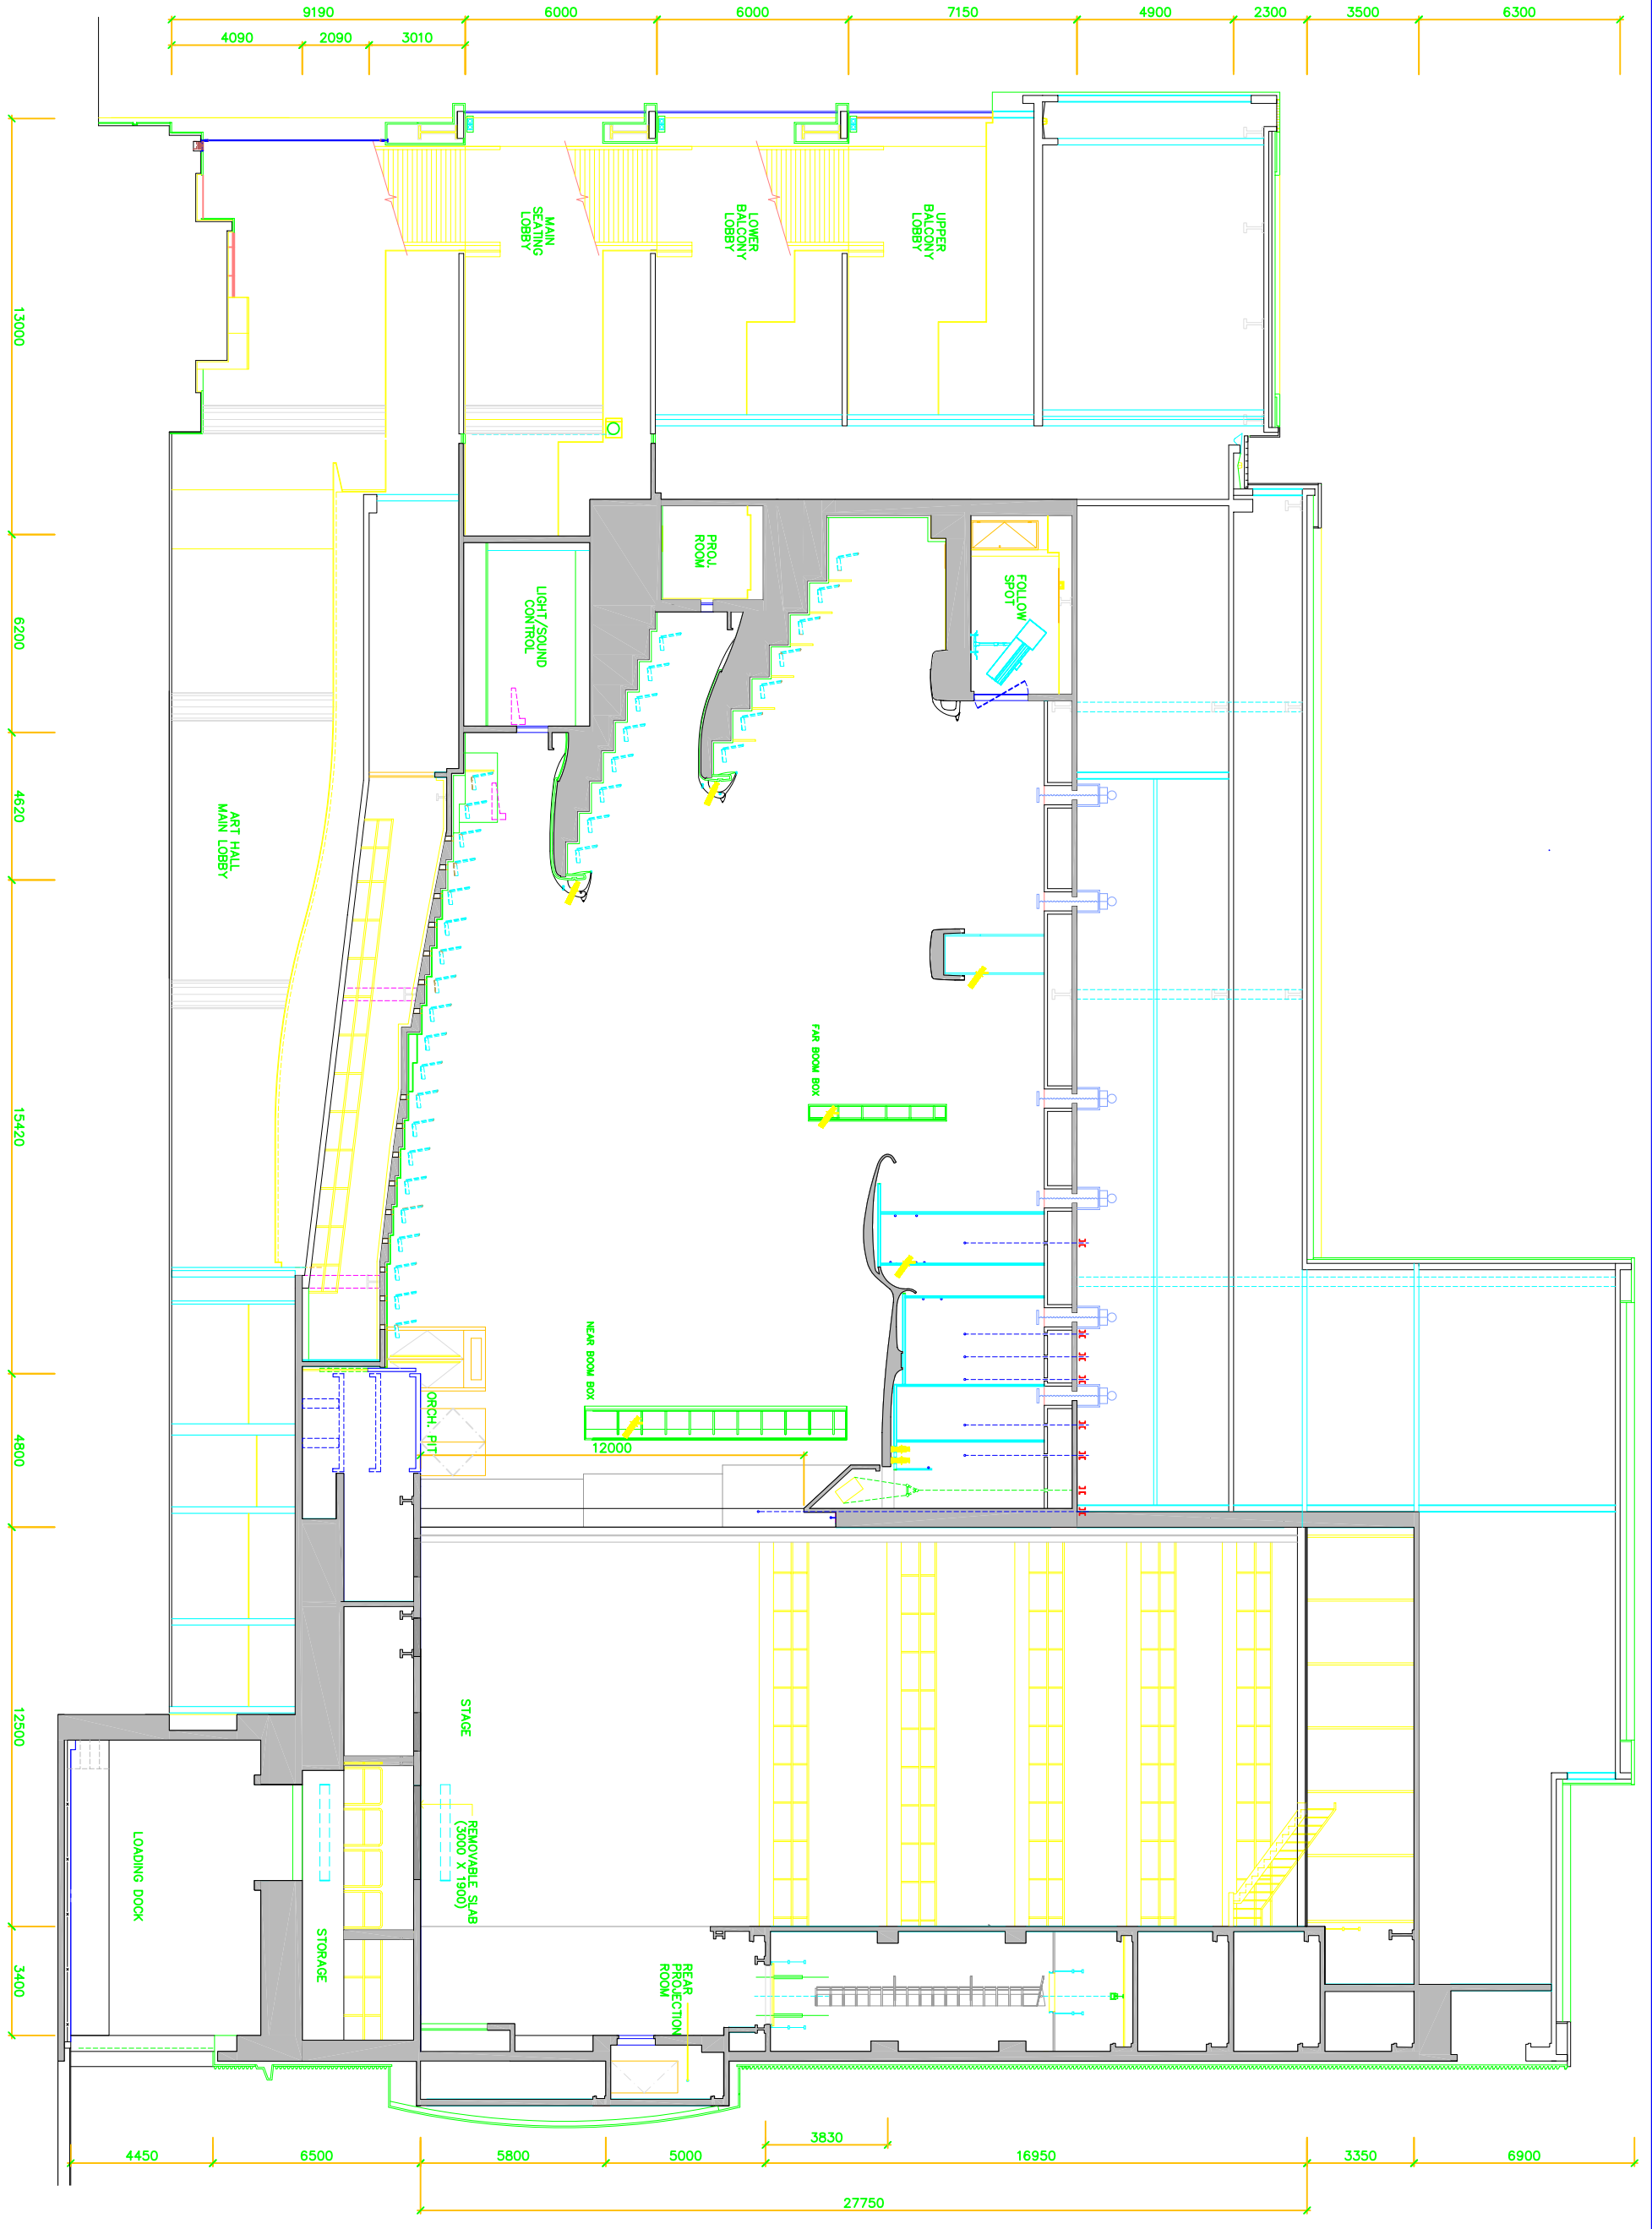 9190
6000
6000
7150
4900
2300
3500
6300
4090
2090
3010
13000
6200
4620
15420
4800
12500
3400
MAIN
SEATING
LOBBY
LOWER
BALCONY
LOBBY
UPPER
BALCONY
LOBBY
PROJ.
ROOM
FOLLOW
SPOT
LIGHT/SOUND
CONTROL
ART HALL
MAIN LOBBY
FAR BOOM BOX
NEAR BOOM BOX
ORCH. PIT
12000
STAGE
REMOVABLE SLAB
(3000 X 1900)
LOADING DOCK
STORAGE
REAR
PROJECTION
ROOM
3830
4450
6500
5800
5000
16950
3350
6900
27750